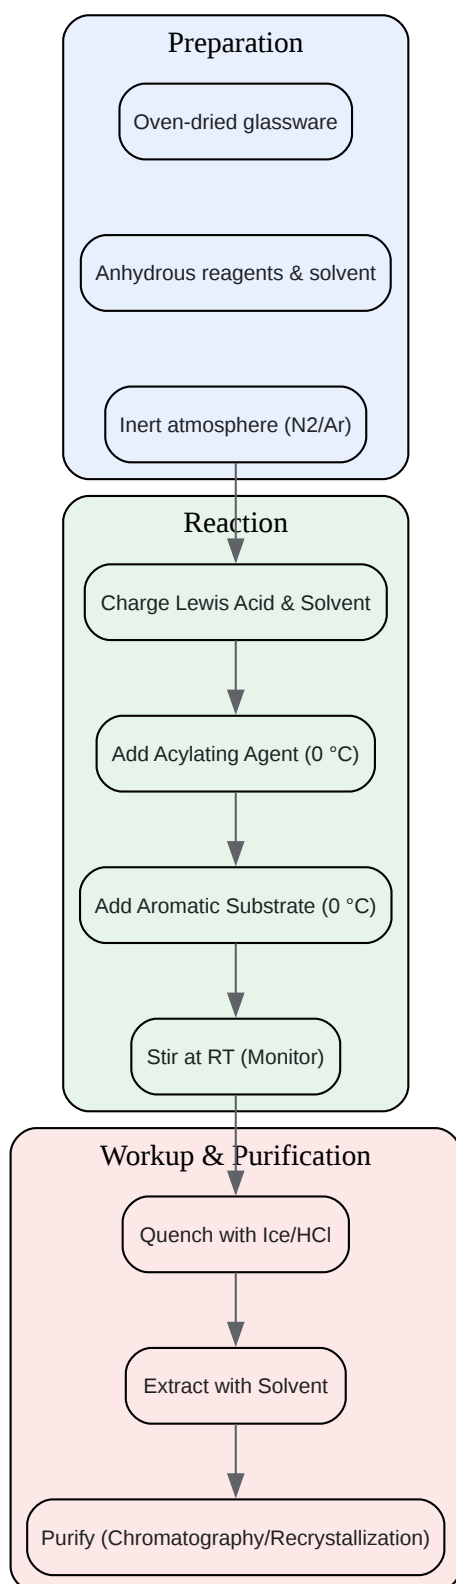 Preparation
Oven-dried glassware
Anhydrous reagents & solvent
Inert atmosphere (N2/Ar)
Reaction
Charge Lewis Acid & Solvent
Add Acylating Agent (0 °C)
Add Aromatic Substrate (0 °C)
Stir at RT (Monitor)
Workup & Purification
Quench with Ice/HCl
Extract with Solvent
Purify (Chromatography/Recrystallization)